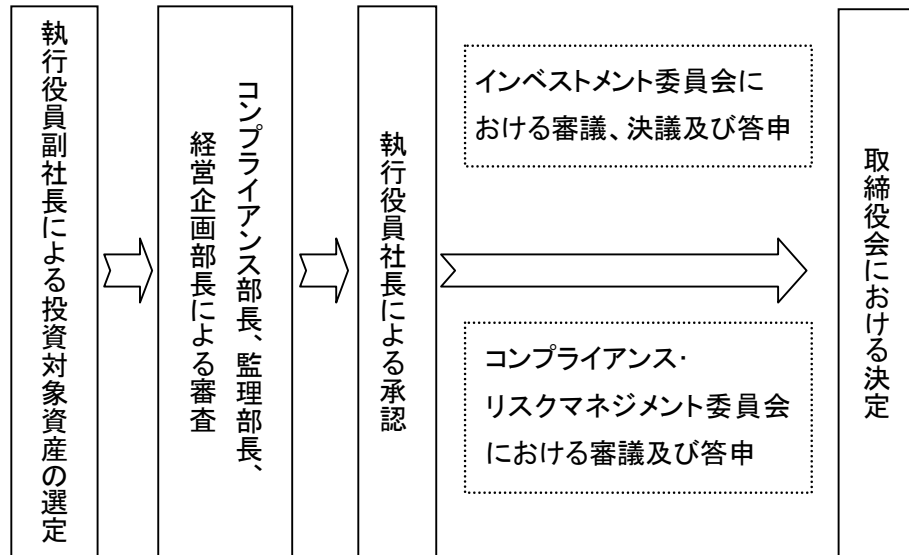 執行役員副社長による投資対象資産の選定
コンプライアンス部長、監理部長、
経営企画部長による審査
執行役員社長による承認
インベストメント委員会に
おける審議、決議及び答申
コンプライアンス・
リスクマネジメント委員会
における審議及び答申
取締役会における決定